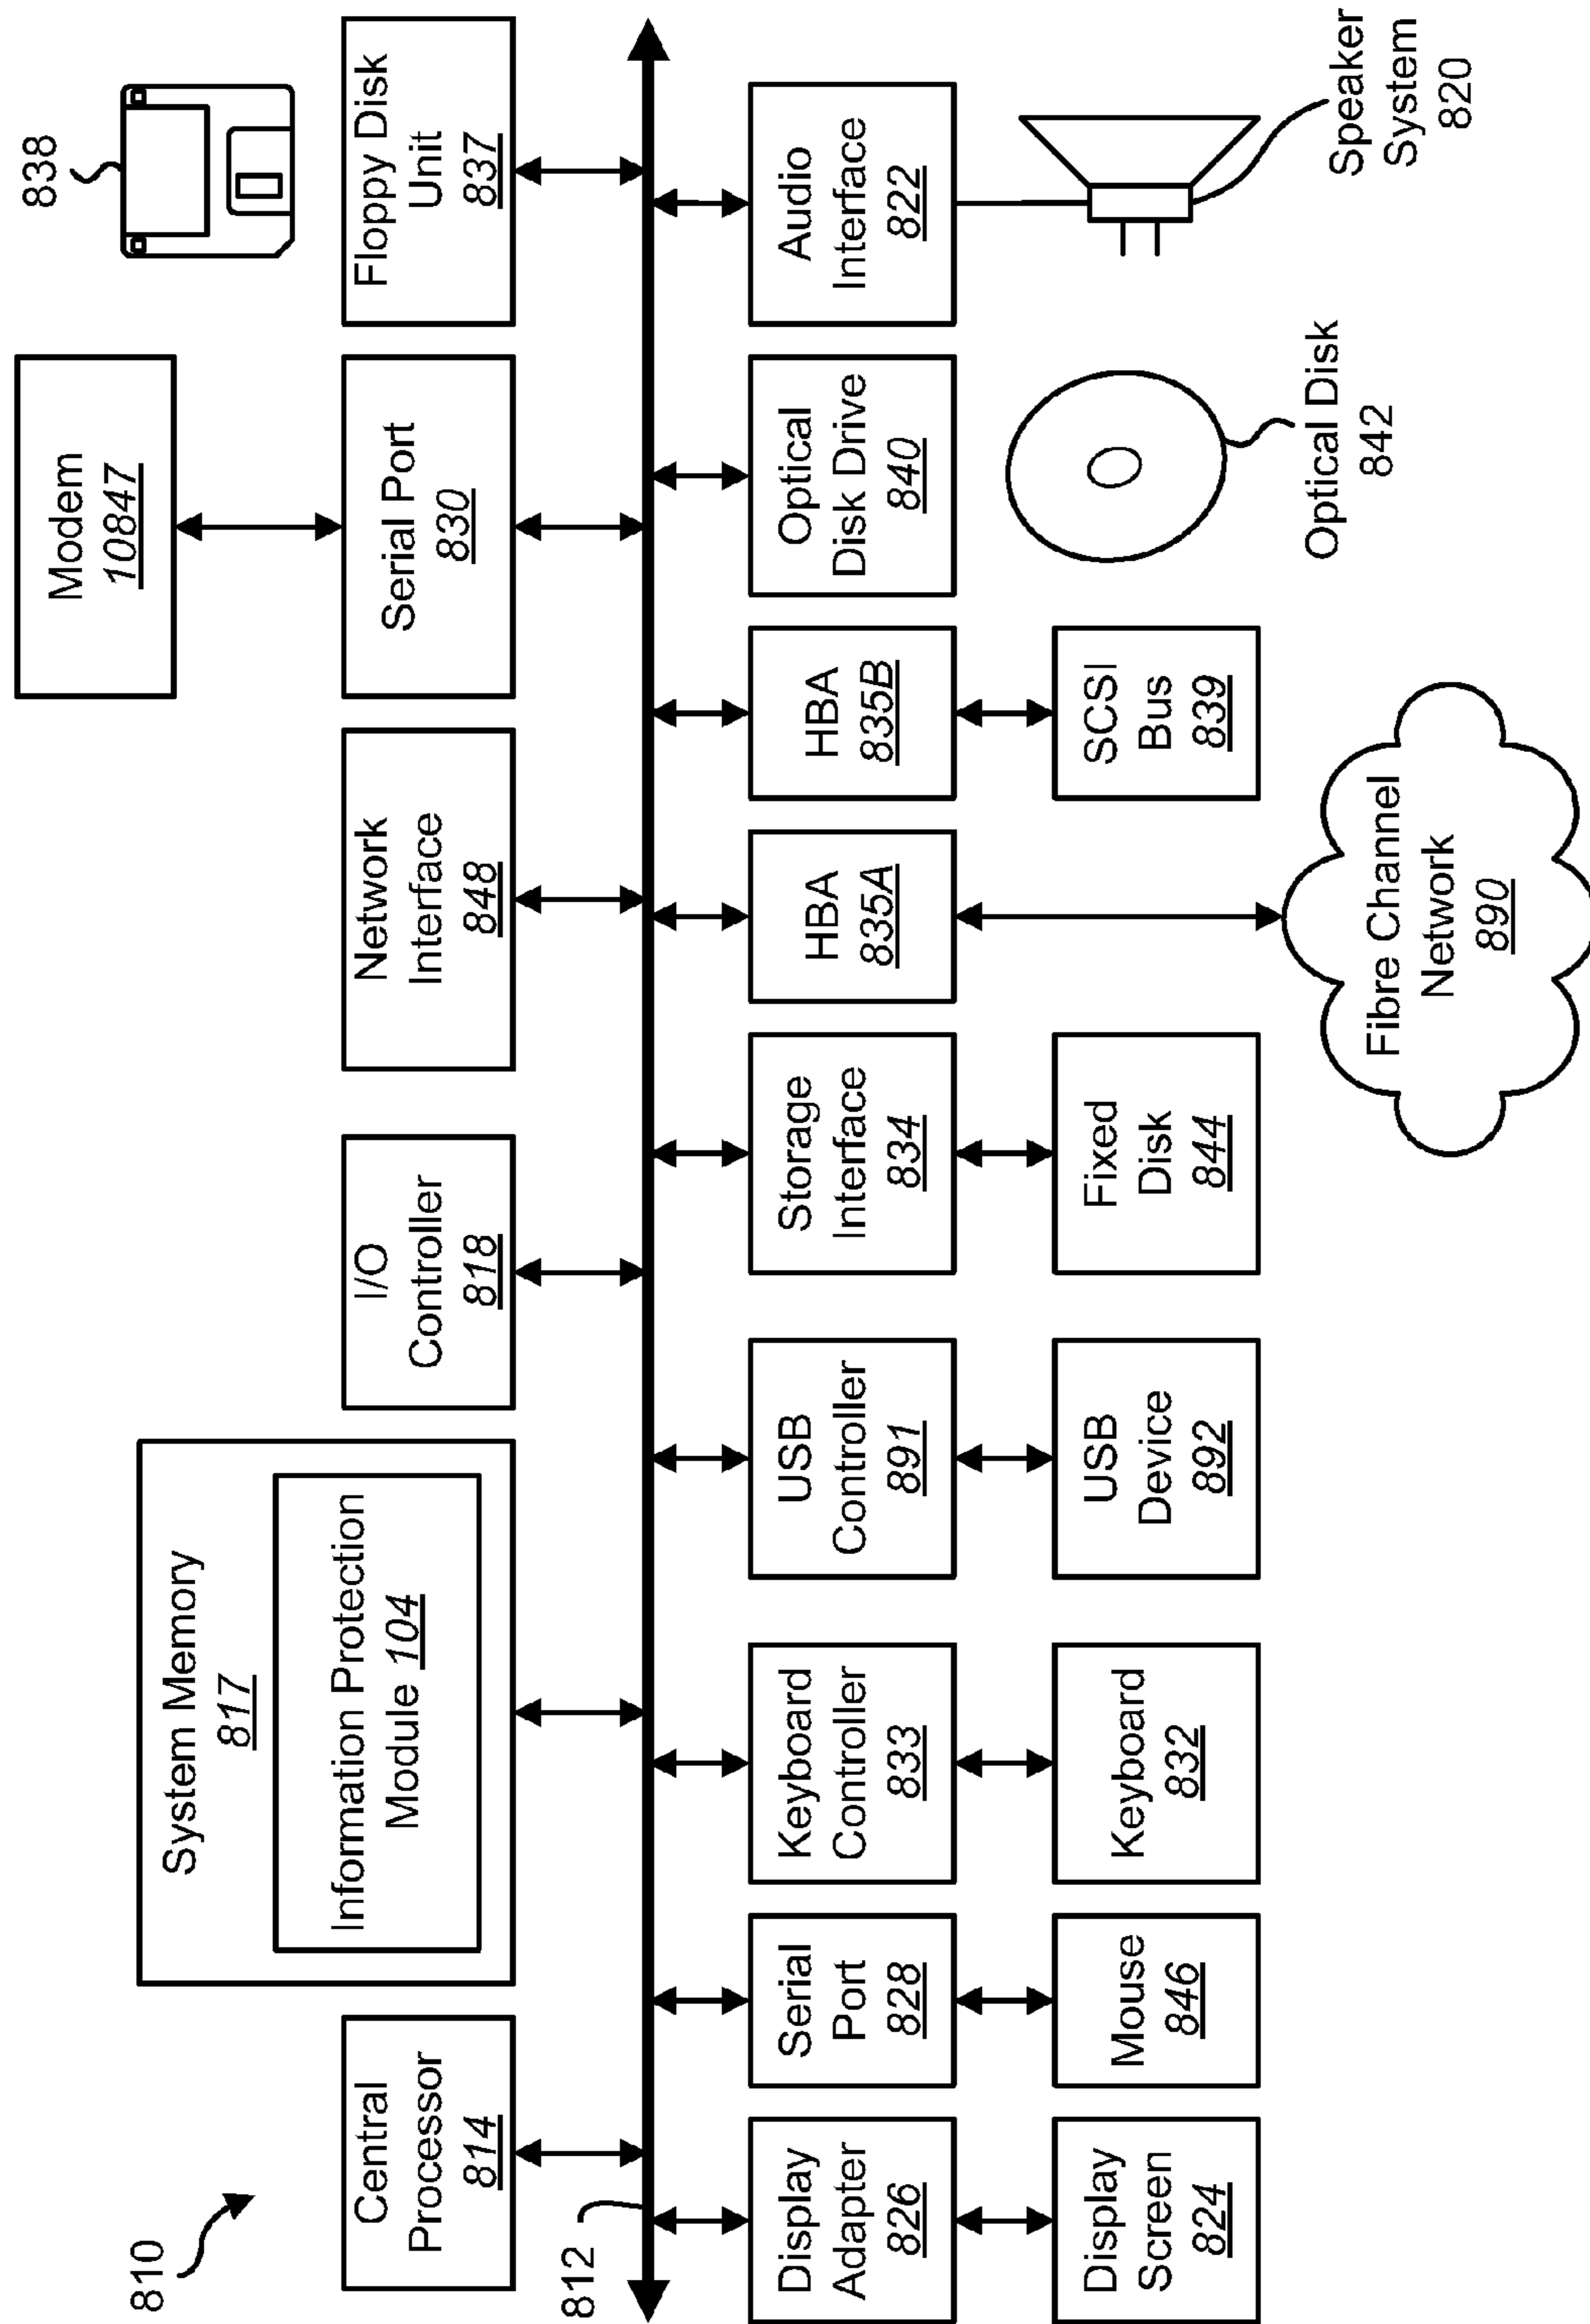 810
838
Modem
10847
System Memory
817
Information Protection
Module 104
Central
Processor
814
I/O
Controller
818
Network
Interface
848
Serial Port
830
Floppy Disk
Unit
837
812
Display
Adapter
826
Serial
Port
828
Keyboard
Controller
833
USB
Controller
891
Storage
Interface
834
HBA
835A
HBA
835B
Optical
Disk Drive
840
Audio
Interface
822
Display
Screen
824
Mouse
846
Keyboard
832
USB
Device
892
Fixed
Disk
844
SCSI
Bus
839
Fibre Channel
Network
890
Optical Disk
842
Speaker
System
820